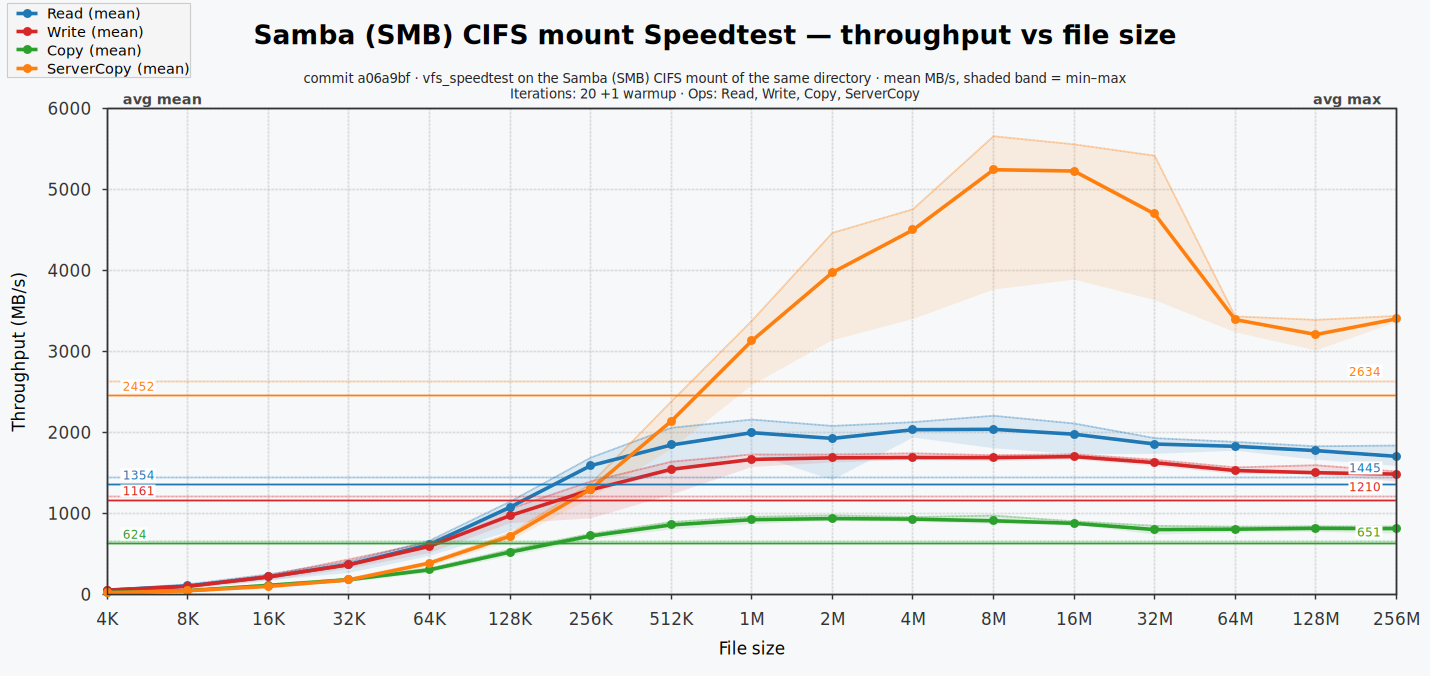 Read (mean)
Write (mean)
Copy (mean)
ServerCopy (mean)
Samba (SMB) CIFS mount Speedtest — throughput vs file size
commit a06a9bf · vfs_speedtest on the Samba (SMB) CIFS mount of the same directory · mean MB/s, shaded band = min–max
Iterations: 20 +1 warmup · Ops: Read, Write, Copy, ServerCopy
avg mean
avg max
6000
5000
4000
3000
2000
1000
0
Throughput (MB/s)
2452
2634
1354
1445
1161
1210
624
651
4K 8K 16K 32K 64K 128K 256K 512K 1M 2M 4M 8M 16M 32M 64M 128M 256M
File size